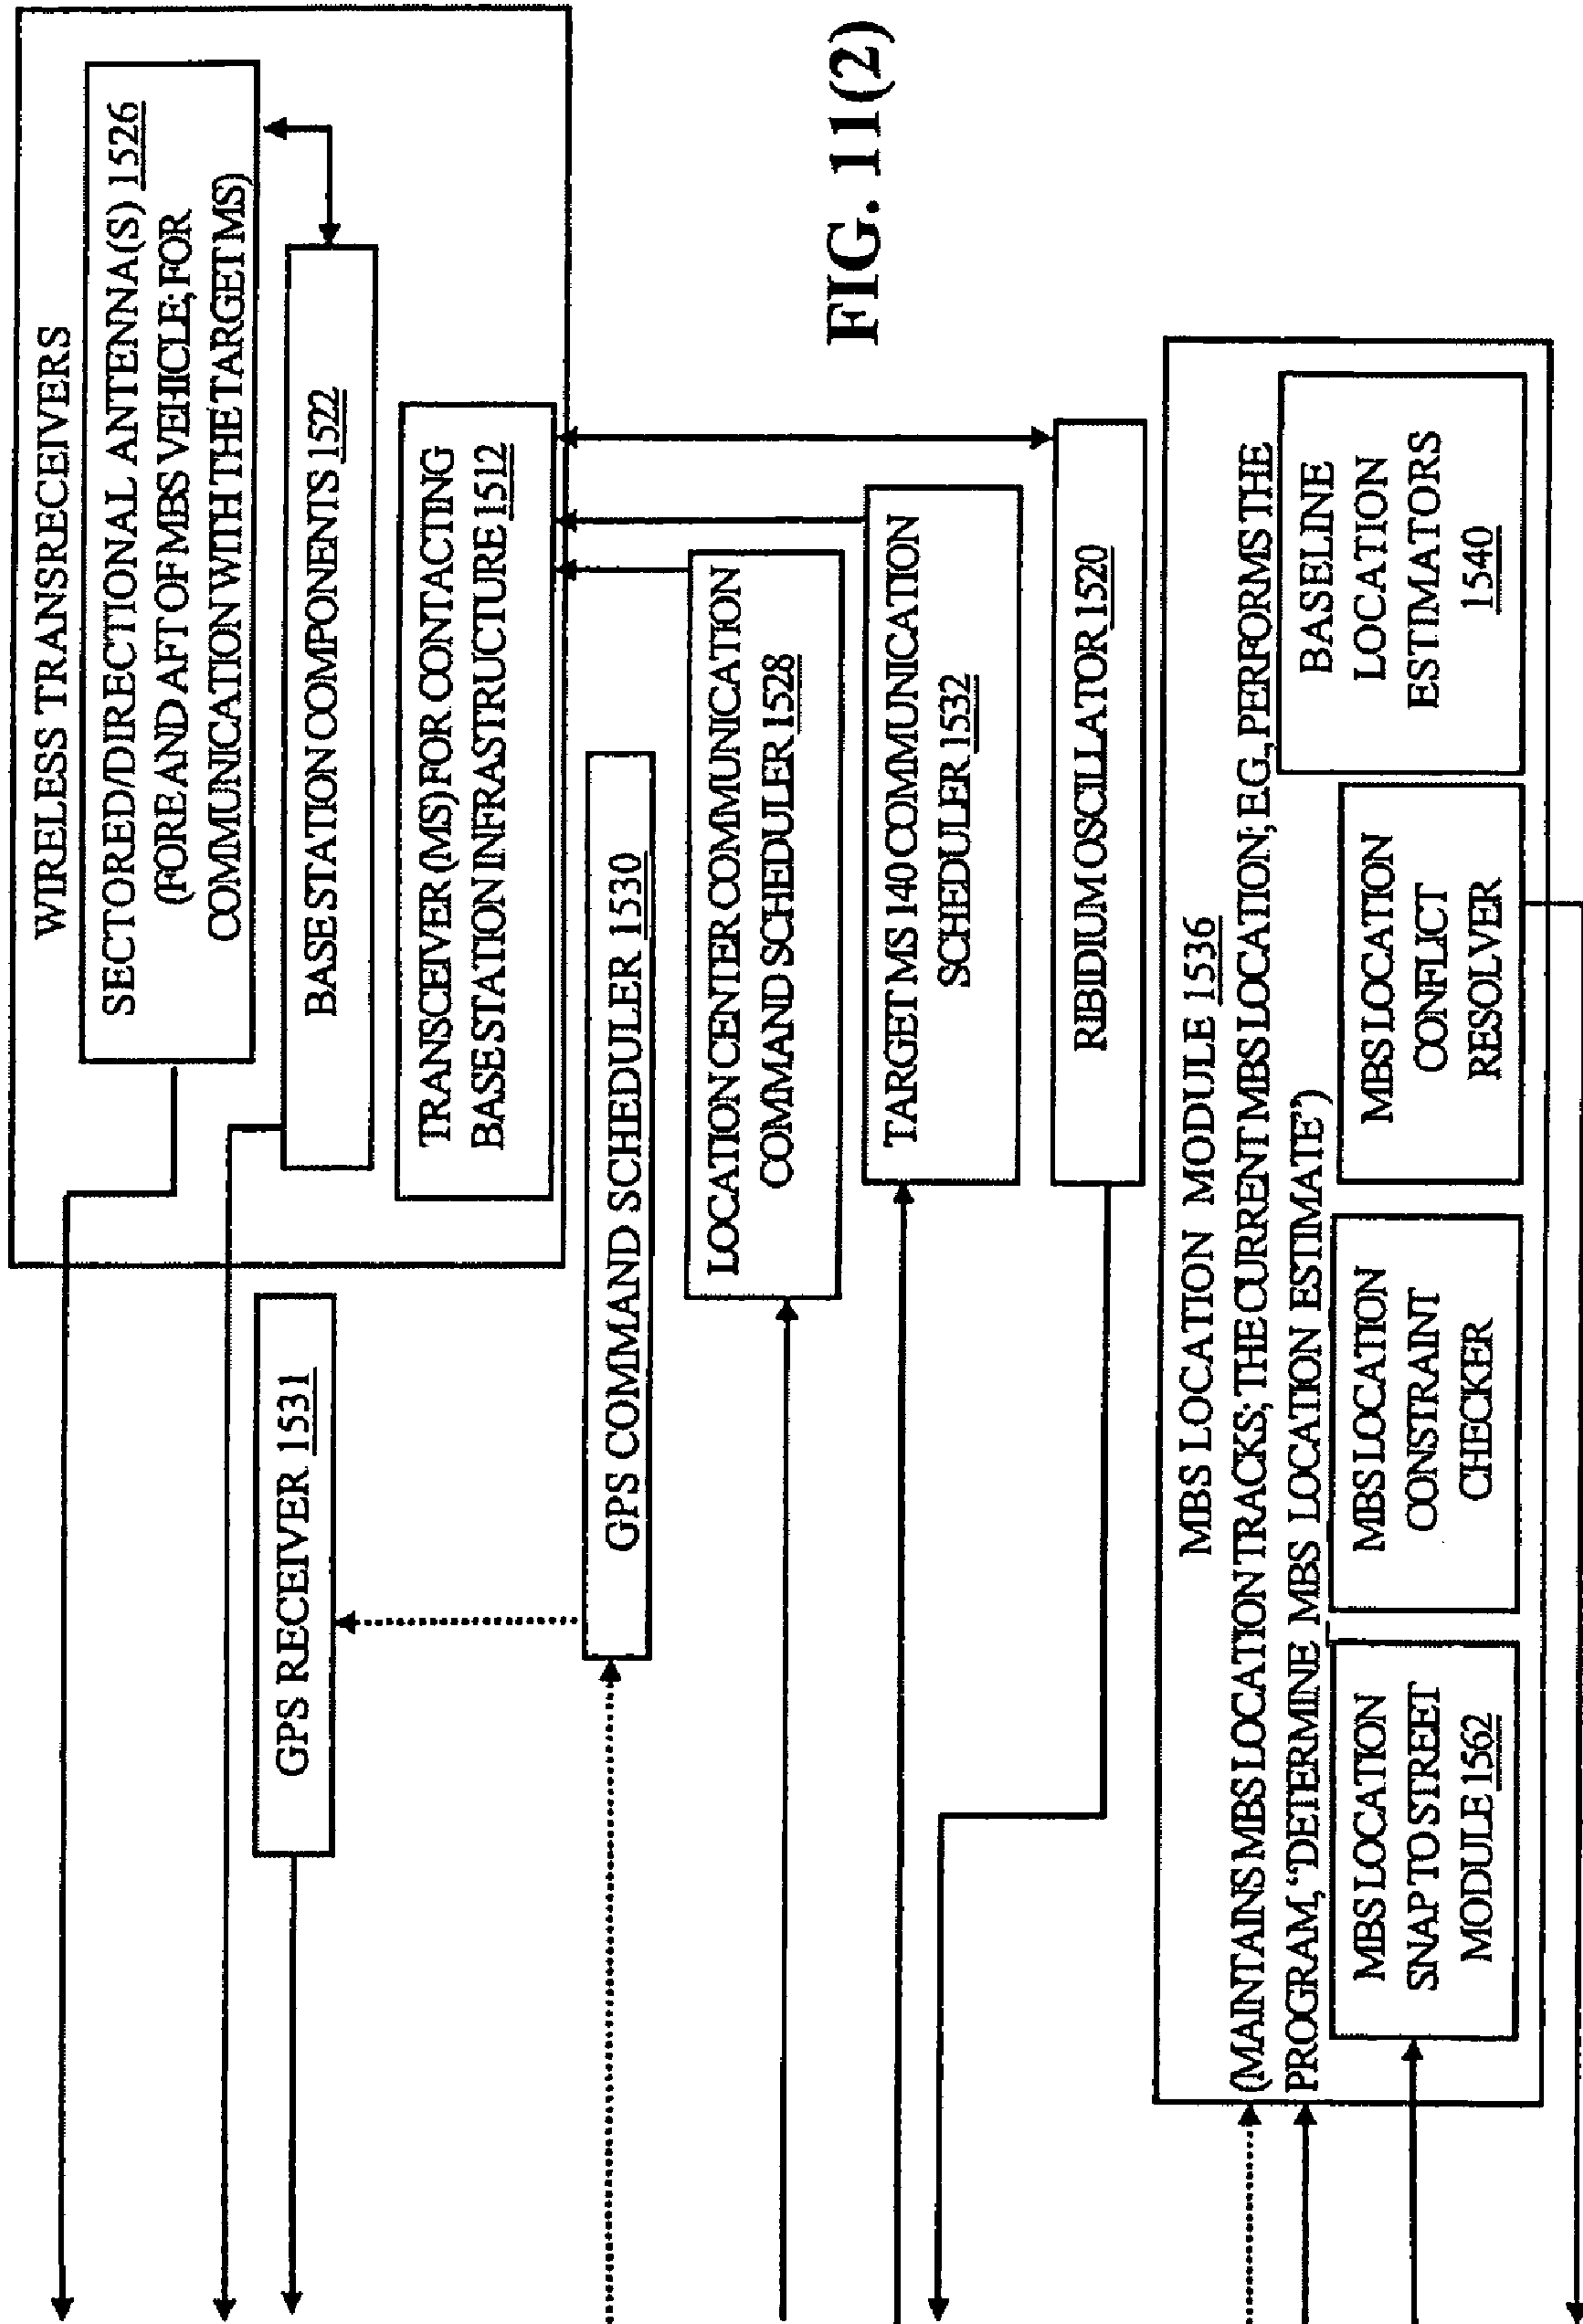 WIRELESS TRANSRECEIVERS
SECTORED/DIRECTIONAL ANTENNA(S) 1526
(FORE AND AFT OF MBS VEHICLE; FOR
COMMUNICATION WITH THE TARGET MS)
BASE STATION COMPONENTS 1522
TRANSCEIVER (MS) FOR CONTACTING
BASE STATION INFRASTRUCTURE 1512
GPS RECEIVER 1531
GPS COMMAND SCHEDULER 1530
LOCATION CENTER COMMUNICATION
COMMAND SCHEDULER 1528
TARGET MS 140 COMMUNICATION
SCHEDULER 1532
RIBIDIUM OSCILLATOR 1520
FIG. 11(2)
MBS LOCATION MODULE 1536
(MAINTAINS MBS LOCATION TRACKS; THE CURRENT MBS LOCATION; E.G., PERFORMS THE
PROGRAM, "DETERMINE MBS LOCATION ESTIMATE")
MBS LOCATION
SNAP TO STREET
MODULE 1562
MBS LOCATION
CONSTRAINT
CHECKER
MBS LOCATION
CONFLICT
RESOLVER
BASELINE
LOCATION
ESTIMATORS
1540